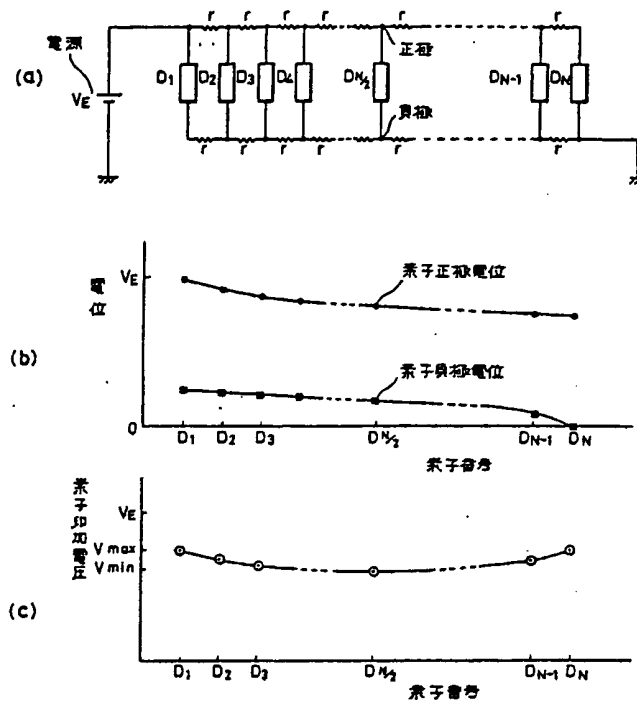 (a)
電源
VE
r r r r r r
正極
D1 D2 D3 D4 DN/2 DN-1 DN
負極
r r r r r r
(b)
電位
VE
0
素子正極電位
素子負極電位
D1 D2 D3 DN/2 DN-1 DN
素子番号
(c)
素子印加電圧
VE
Vmax
Vmin
D1 D2 D3 DN/2 DN-1 DN
素子番号